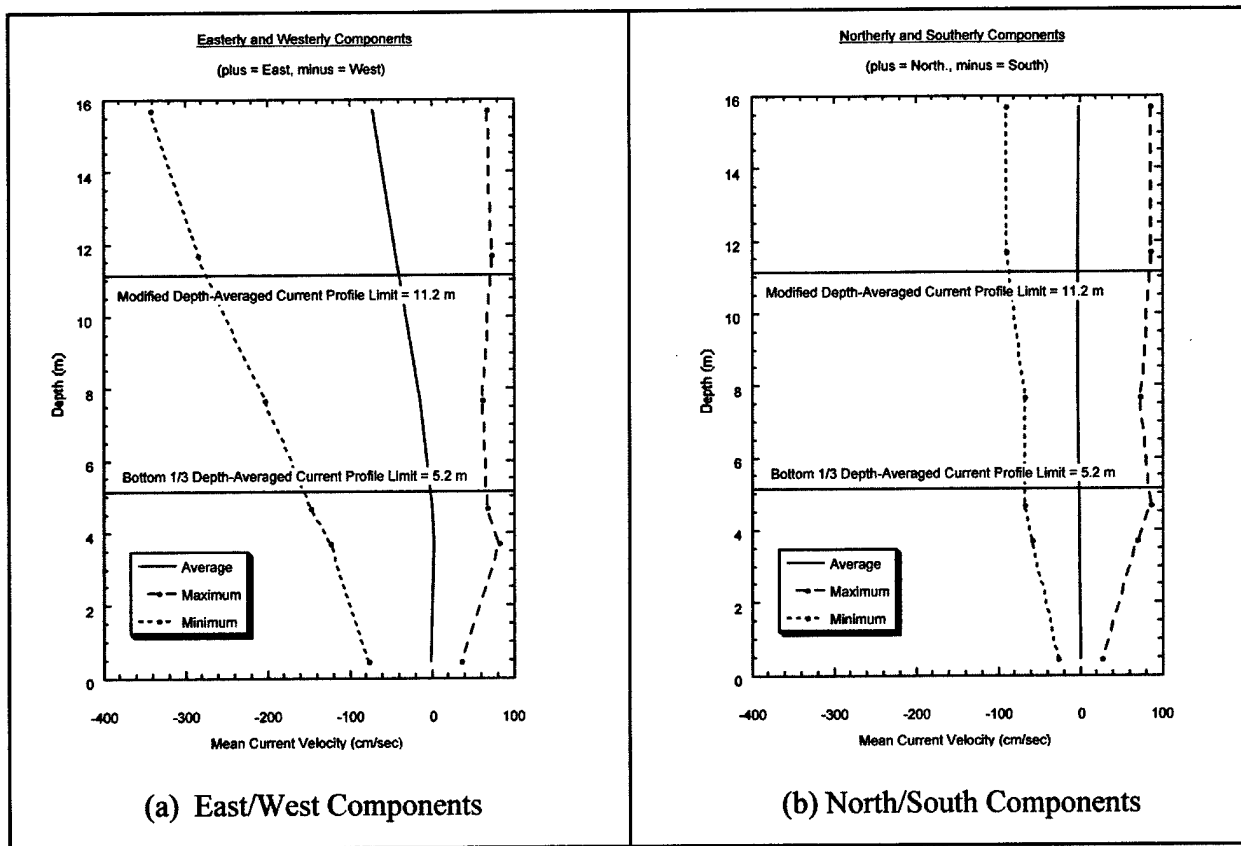 Easterly and Westerly Components
(plus = East, minus = West)
16
14
12
10
8
6
4
2
0
Depth (m)
Modified Depth-Averaged Current Profile Limit = 11.2 m
Bottom 1/3 Depth-Averaged Current Profile Limit = 5.2 m
Average
Maximum
Minimum
-400 -300 -200 -100 0 100
Mean Current Velocity (cm/sec)
(a) East/West Components
Northerly and Southerly Components
(plus = North., minus = South)
16
14
12
10
8
6
4
2
0
Depth (m)
Modified Depth-Averaged Current Profile Limit = 11.2 m
Bottom 1/3 Depth-Averaged Current Profile Limit = 5.2 m
Average
Maximum
Minimum
-400 -300 -200 -100 0 100
Mean Current Velocity (cm/sec)
(b) North/South Components